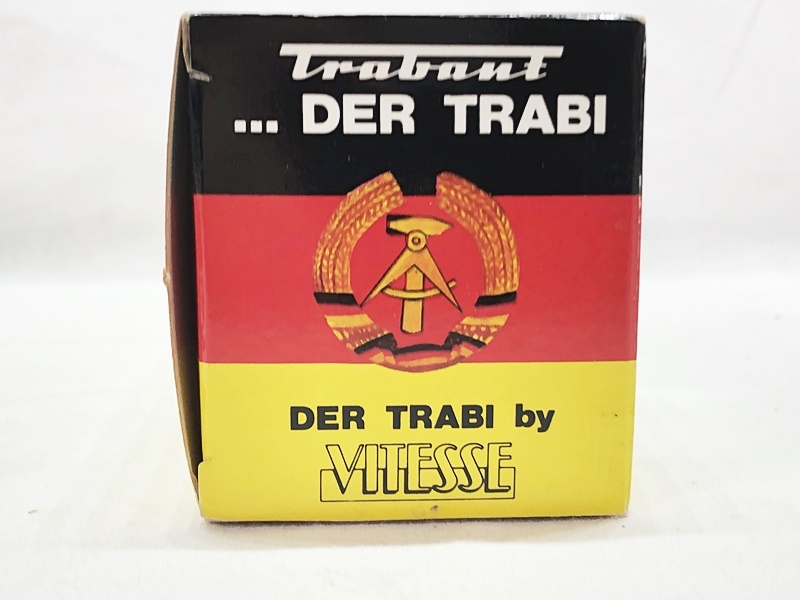 Trabant
... DER TRABI
DER TRABI by
VITESSE